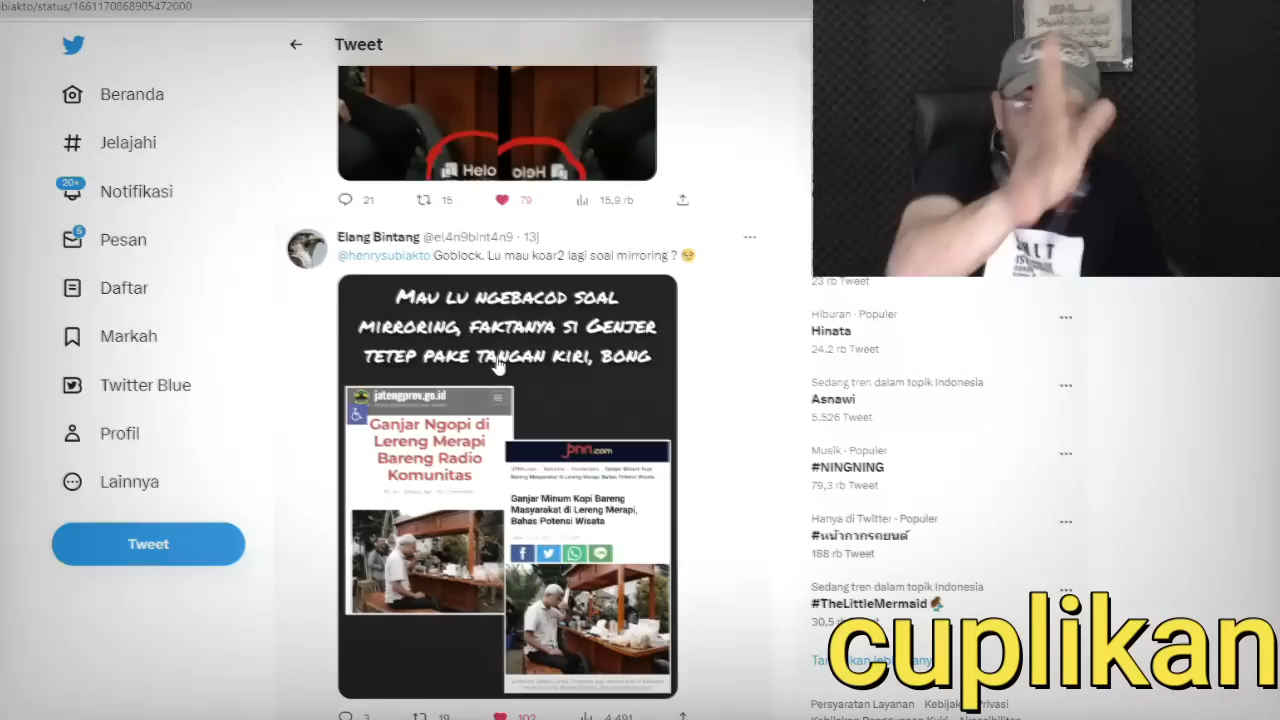 biakto/status/1661170868905472000
Tweet
Beranda
Jelajahi
20+
Notifikasi
5
Pesan
Daftar
Markah
Twitter Blue
Profil
Lainnya
Tweet
Helo
Helo
21
15
79
15,9 rb
Elang Bintang @el4n9bint4n9 · 13j
@henrysubiakto Goblock. Lu mau koar2 lagi soal mirroring ?
MAU LU NGEBACOD SOAL
MIRRORING, FAKTANYA SI GENJER
TETEP PAKE TANGAN KIRI, BONG
jatengprov.go.id
Ganjar Ngopi di
Lereng Merapi
Bareng Radio
Komunitas
jpnn.com
Ganjar Minum Kopi Bareng
Masyarakat di Lereng Merapi,
Bahas Potensi Wisata
3
19
102
4.491
23 rb Tweet
Hiburan · Populer
Hinata
24,2 rb Tweet
Sedang tren dalam topik Indonesia
Asnawi
5.526 Tweet
Musik · Populer
#NINGNING
79,3 rb Tweet
Hanya di Twitter · Populer
#หน้ากากรถยนต์
188 rb Tweet
Sedang tren dalam topik Indonesia
#TheLittleMermaid
30,5
cuplikan
Persyaratan Layanan